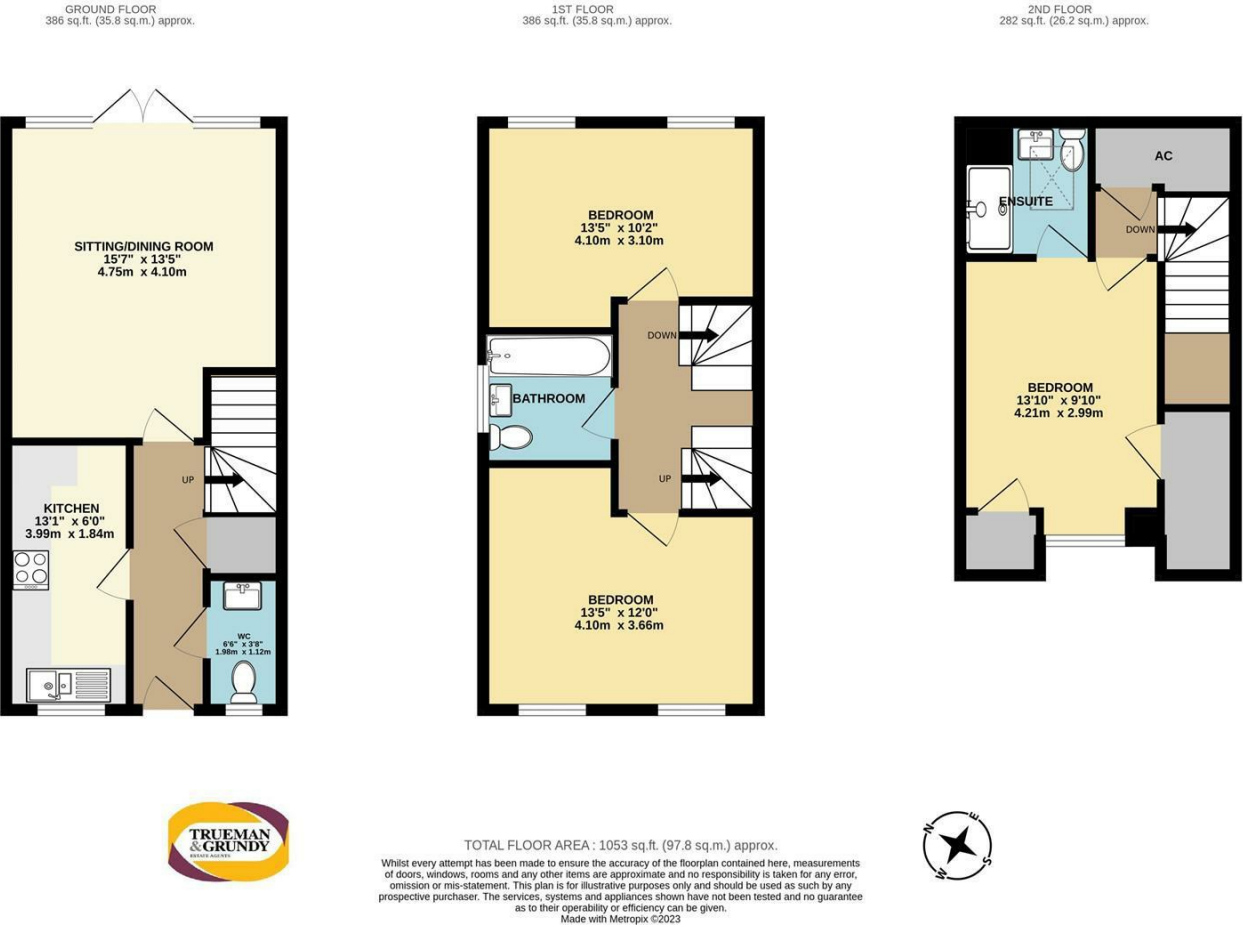 GROUND FLOOR
386 sq.ft. (35.8 sq.m.) approx.
SITTING/DINING ROOM
15'7" x 13'5"
4.75m x 4.10m
UP
KITCHEN
13'1" x 6'0"
3.99m x 1.84m
WC
6'6" x 3'8"
1.98m x 1.12m
1ST FLOOR
386 sq.ft. (35.8 sq.m.) approx.
BEDROOM
13'5" x 10'2"
4.10m x 3.10m
DOWN
BATHROOM
UP
BEDROOM
13'5" x 12'0"
4.10m x 3.66m
2ND FLOOR
282 sq.ft. (26.2 sq.m.) approx.
AC
ENSUITE
DOWN
BEDROOM
13'10" x 9'10"
4.21m x 2.99m
TRUEMAN
& GRUNDY
ESTATE AGENTS
N
E
S
W
TOTAL FLOOR AREA : 1053 sq.ft. (97.8 sq.m.) approx.
Whilst every attempt has been made to ensure the accuracy of the floorplan contained here, measurements
of doors, windows, rooms and any other items are approximate and no responsibility is taken for any error,
omission or mis-statement. This plan is for illustrative purposes only and should be used as such by any
prospective purchaser. The services, systems and appliances shown have not been tested and no guarantee
as to their operability or efficiency can be given.
Made with Metropix ©2023